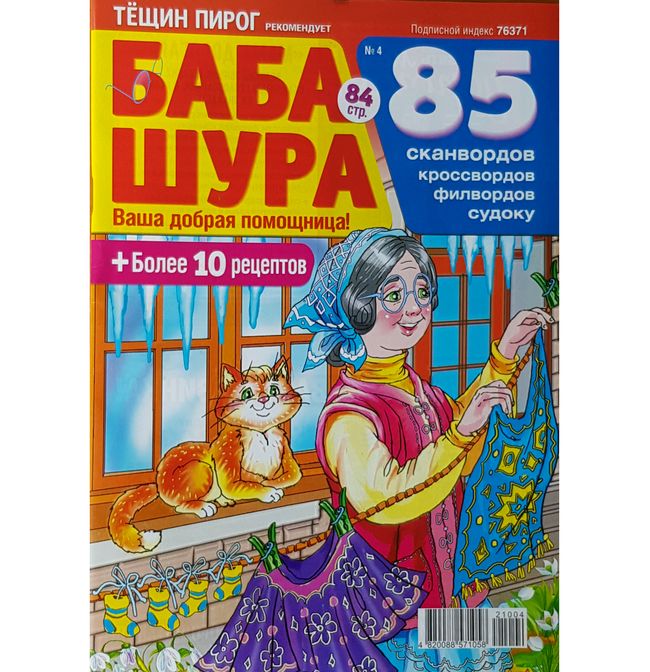 ТЁЩИН ПИРОГ РЕКОМЕНДУЕТ
Подписной индекс 76371
№ 4
БАБА
ШУРА
Ваша добрая помощница!
84
стр.
85
сканвордов
кроссвордов
филвордов
судоку
+ Более 10 рецептов
21004
4 820088 571058